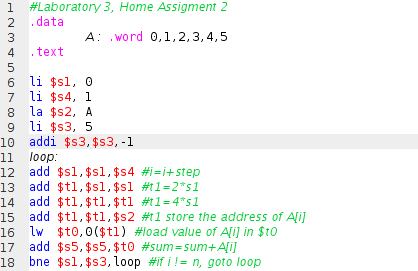 1 #Laboratory 3, Home Assigment 2
2 .data
3 A: .word 0,1,2,3,4,5
4 .text
5
6 li $s1, 0
7 li $s4, 1
8 la $s2, A
9 li $s3, 5
10 addi $s3,$s3,-1
11 loop:
12 add $s1,$s1,$s4 #i=i+step
13 add $t1,$s1,$s1 #t1=2*s1
14 add $t1,$t1,$t1 #t1=4*s1
15 add $t1,$t1,$s2 #t1 store the address of A[i]
16 lw $t0,0($t1) #load value of A[i] in $t0
17 add $s5,$s5,$t0 #sum=sum+A[i]
18 bne $s1,$s3,loop #if i != n, goto loop